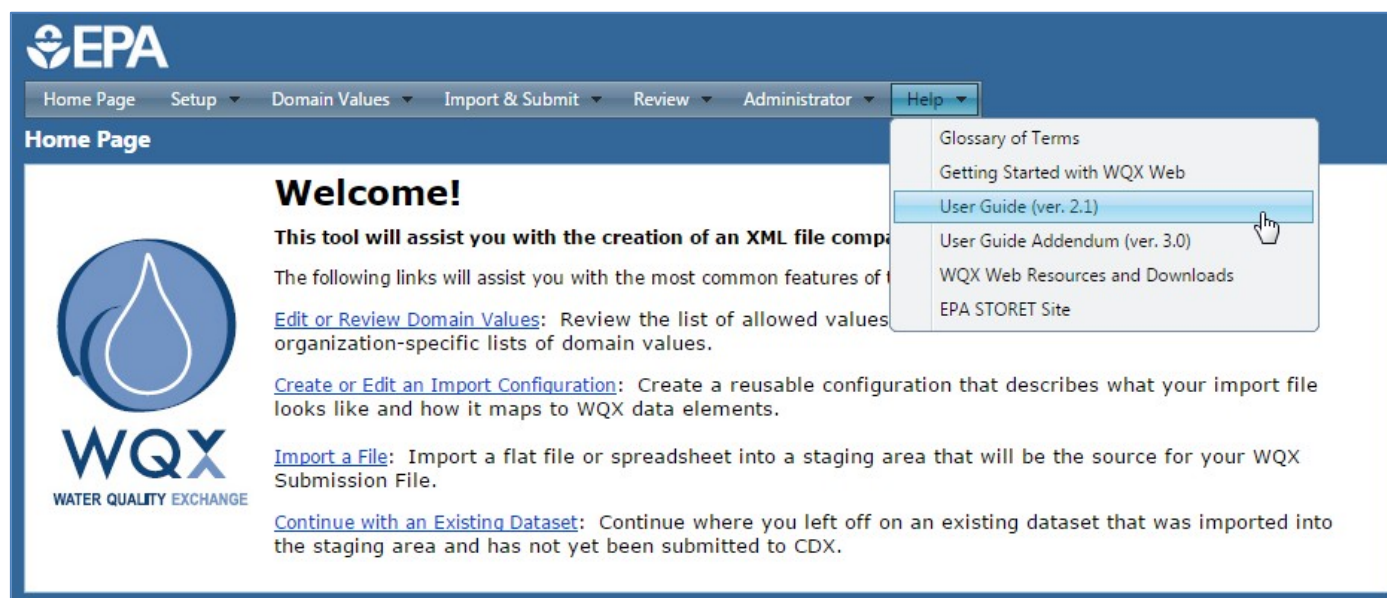 EPA
Home Page Setup Domain Values Import & Submit Review Administrator Help
Home Page
Glossary of Terms
Getting Started with WQX Web
User Guide (ver. 2.1)
User Guide Addendum (ver. 3.0)
WQX Web Resources and Downloads
EPA STORET Site
Welcome!
This tool will assist you with the creation of an XML file
The following links will assist you with the most common features of
Edit or Review Domain Values: Review the list of allowed values
organization-specific lists of domain values.
Create or Edit an Import Configuration: Create a reusable configuration that describes what your import file
looks like and how it maps to WQX data elements.
Import a File: Import a flat file or spreadsheet into a staging area that will be the source for your WQX
Submission File.
Continue with an Existing Dataset: Continue where you left off on an existing dataset that was imported into
the staging area and has not yet been submitted to CDX.
WQX
WATER QUALITY EXCHANGE